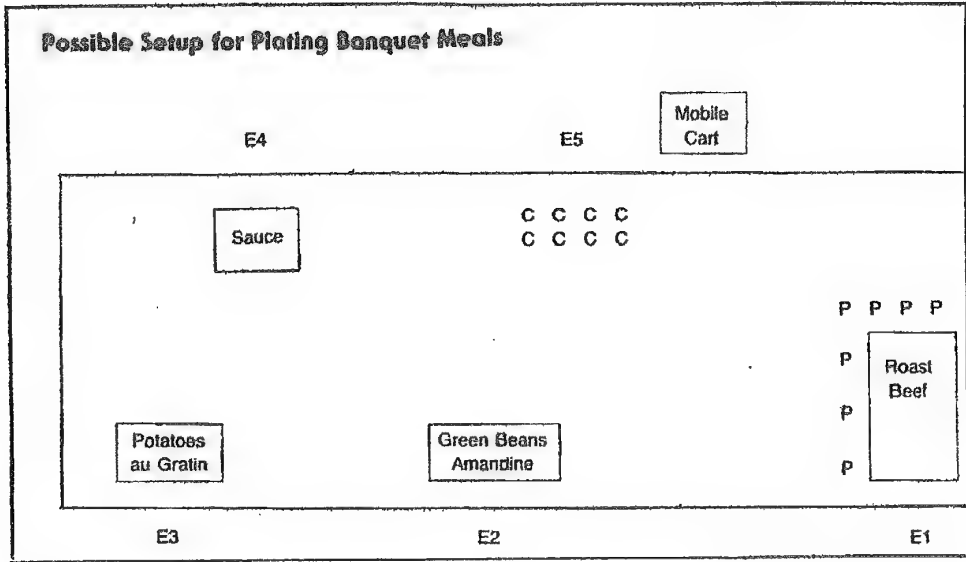 Possible Setup for Plating Banquet Meals
Mobile
Cart
E4
E5
Sauce
C C C C
C C C C
P P P P
P
P
P
Roast
Beef
Potatoes
au Gratin
Green Beans
Amandine
E3
E2
E1